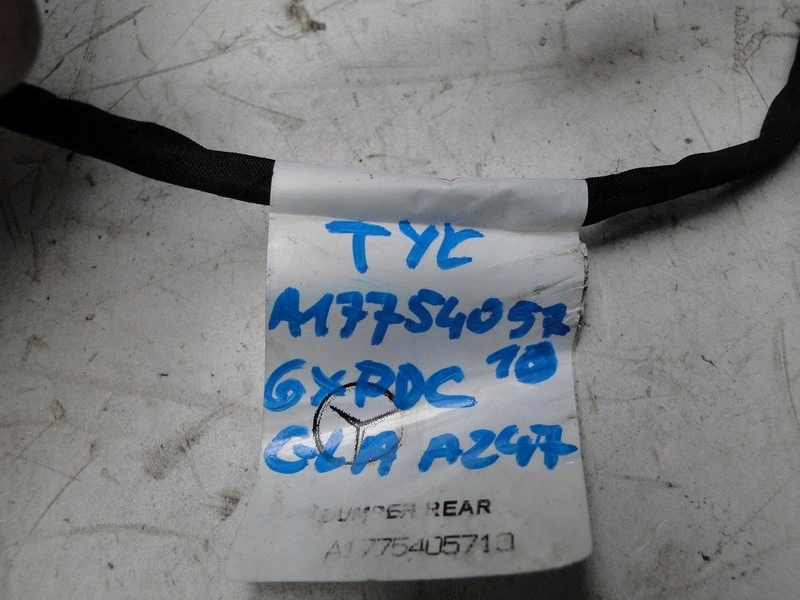 TYŁ
A17754057
10
6XPDC
GLA A247
BUMPER REAR
A1775405710